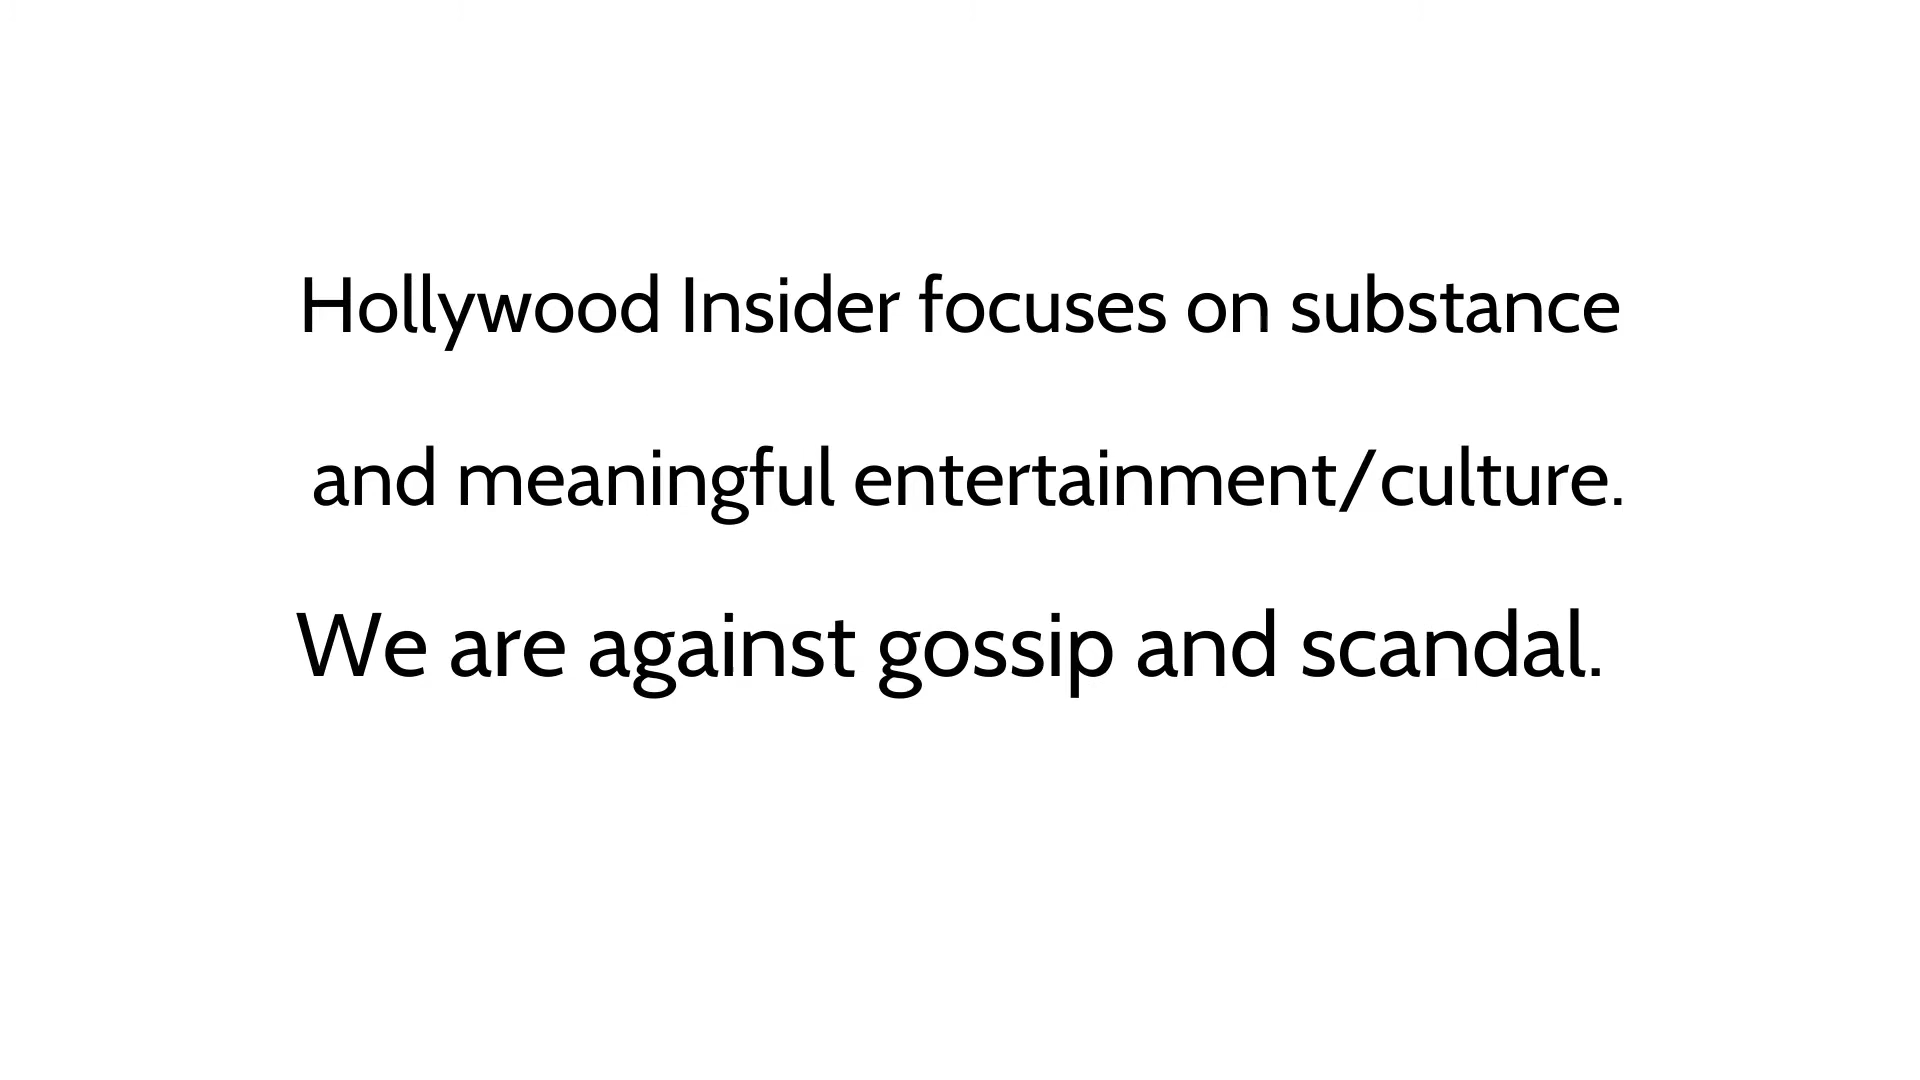 Hollywood Insider focuses on substance
and meaningful entertainment/culture.
We are against gossip and scandal.